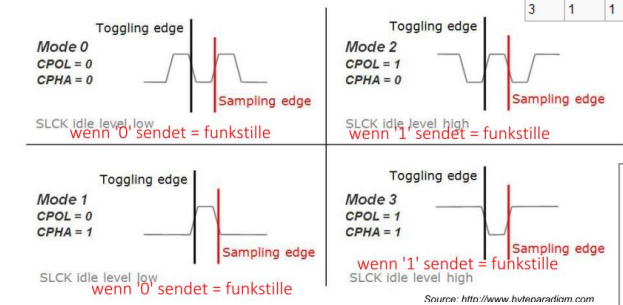 3 1 1
Toggling edge
Mode 0
CPOL = 0
CPHA = 0
Sampling edge
SLCK idle level low
wenn '0' sendet = funkstille
Toggling edge
Mode 2
CPOL = 1
CPHA = 0
Sampling edge
SLCK idle level high
wenn '1' sendet = funkstille
Toggling edge
Mode 1
CPOL = 0
CPHA = 1
Sampling edge
SLCK idle level low
wenn '0' sendet = funkstille
Toggling edge
Mode 3
CPOL = 1
CPHA = 1
Sampling edge
wenn '1' sendet = funkstille
SLCK idle level high
Source: http://www.byteparadigm.com